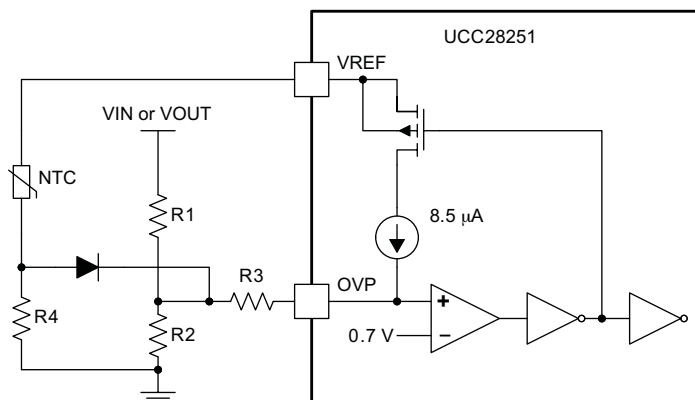 UCC28251
VREF
VIN or VOUT
NTC
R1
8.5 µA
R3
OVP
R4
R2
0.7 V
+
−